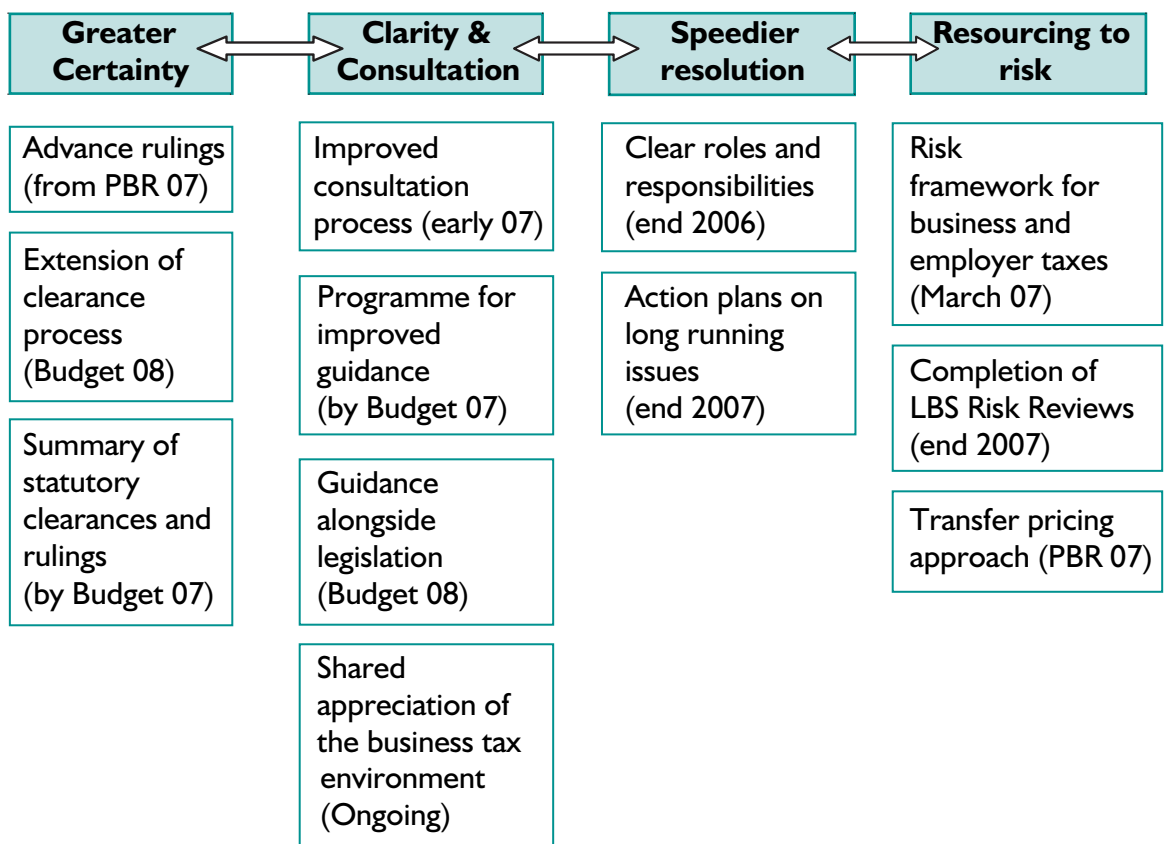 Greater
Certainty
Clarity &
Consultation
Speedier
resolution
Resourcing to
risk
Advance rulings
(from PBR 07)
Extension of
clearance
process
(Budget 08)
Summary of
statutory
clearances and
rulings
(by Budget 07)
Improved
consultation
process (early 07)
Programme for
improved
guidance
(by Budget 07)
Guidance
alongside
legislation
(Budget 08)
Shared
appreciation of
the business tax
environment
(Ongoing)
Clear roles and
responsibilities
(end 2006)
Action plans on
long running
issues
(end 2007)
Risk
framework for
business and
employer taxes
(March 07)
Completion of
LBS Risk Reviews
(end 2007)
Transfer pricing
approach (PBR 07)